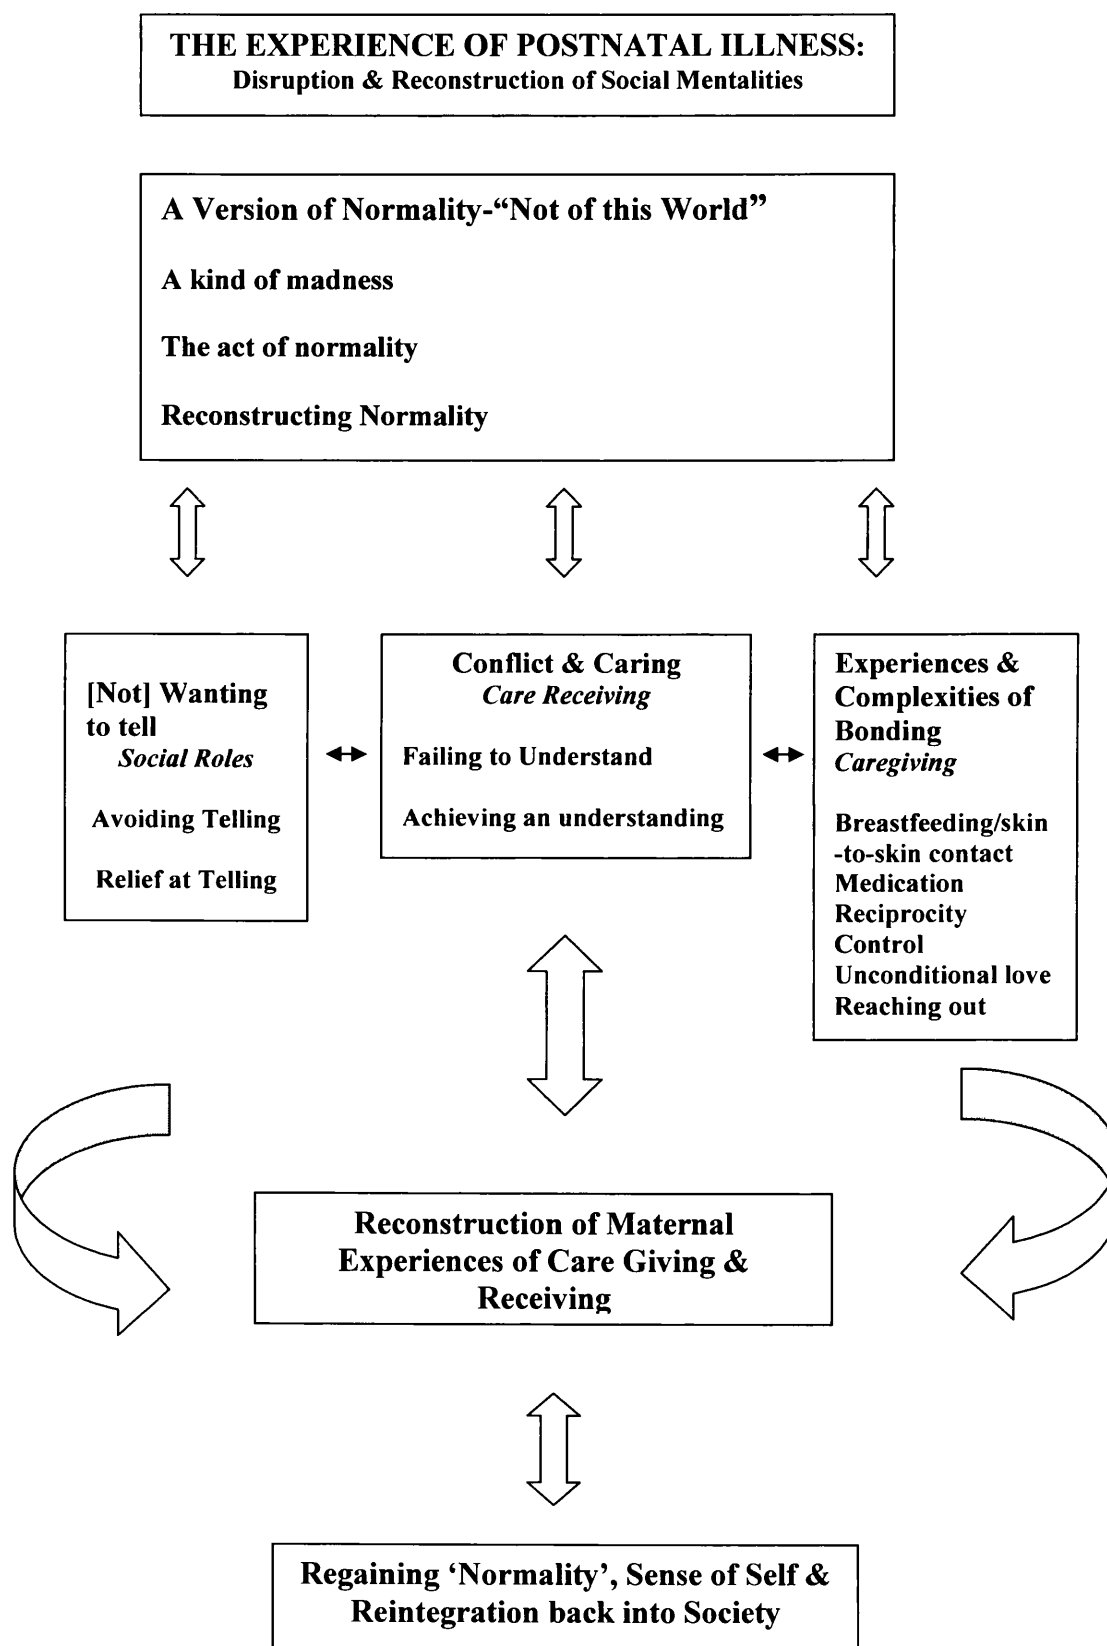 THE EXPERIENCE OF POSTNATAL ILLNESS:
Disruption & Reconstruction of Social Mentalities
A Version of Normality-“Not of this World”
A kind of madness
The act of normality
Reconstructing Normality
[Not] Wanting
to tell
Social Roles
Avoiding Telling
Relief at Telling
Conflict & Caring
Care Receiving
Failing to Understand
Achieving an understanding
Experiences &
Complexities of
Bonding
Caregiving
Breastfeeding/skin
-to-skin contact
Medication
Reciprocity
Control
Unconditional love
Reaching out
Reconstruction of Maternal
Experiences of Care Giving &
Receiving
Regaining ‘Normality’, Sense of Self &
Reintegration back into Society